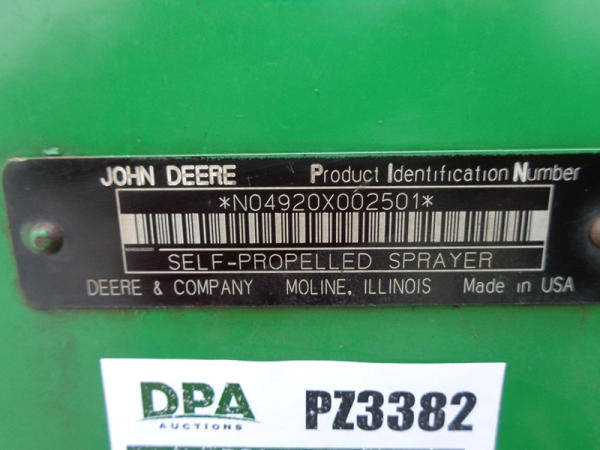 JOHN DEERE Product Identification Number
*N04920X002501*
SELF-PROPELLED SPRAYER
DEERE & COMPANY MOLINE, ILLINOIS Made in USA
DPA PZ3382
AUCTIONS